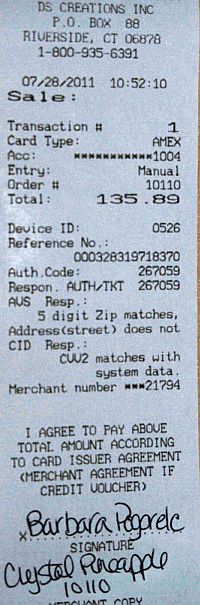 DS CREATIONS INC
P.O. BOX 88
RIVERSIDE, CT 06878
1-800-935-6391
07/28/2011 10:52:10
Sale:
Transaction # 1
Card Type: AMEX
Acc: ***********1004
Entry: Manual
Order # 10110
Total: 135.89
Device ID: 0526
Reference No.:
000328319718370
Auth.Code: 267059
Respon. AUTH/TKT 267059
AVS Resp.:
5 digit Zip matches,
Address(street) does not
CID Resp.:
CVV2 matches with
system data.
Merchant number ***21794
I AGREE TO PAY ABOVE
TOTAL AMOUNT ACCORDING
TO CARD ISSUER AGREEMENT
(MERCHANT AGREEMENT IF
CREDIT VOUCHER)
x Barbara
SIGNATURE
Crystal Pineapple
10110
MERCHANT COPY